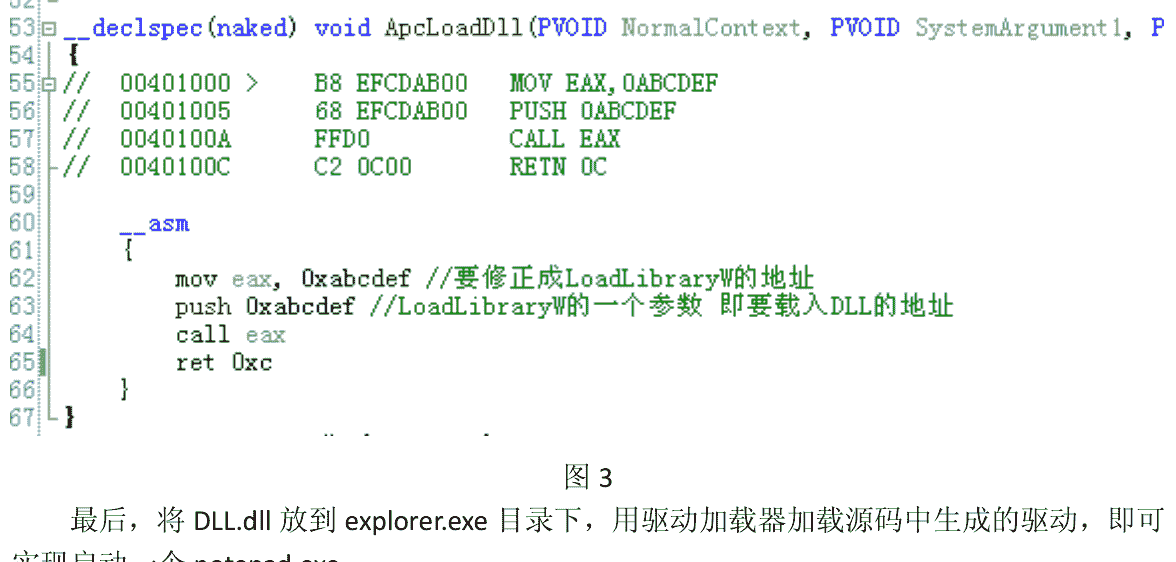 53 __declspec(naked) void ApcLoadDll(PVOID NormalContext, PVOID SystemArgument1, P
54 {
55 // 00401000 > B8 EFCDAB00 MOV EAX,0ABCDEF
56 // 00401005 68 EFCDAB00 PUSH 0ABCDEF
57 // 0040100A FFD0 CALL EAX
58 // 0040100C C2 0C00 RETN 0C
59
60 __asm
61 {
62 mov eax, 0xabcdef //要修正成LoadLibraryW的地址
63 push 0xabcdef //LoadLibraryW的一个参数 即要载入DLL的地址
64 call eax
65 ret 0xc
66 }
67 }
图 3
最后，将 DLL.dll 放到 explorer.exe 目录下，用驱动加载器加载源码中生成的驱动，即可